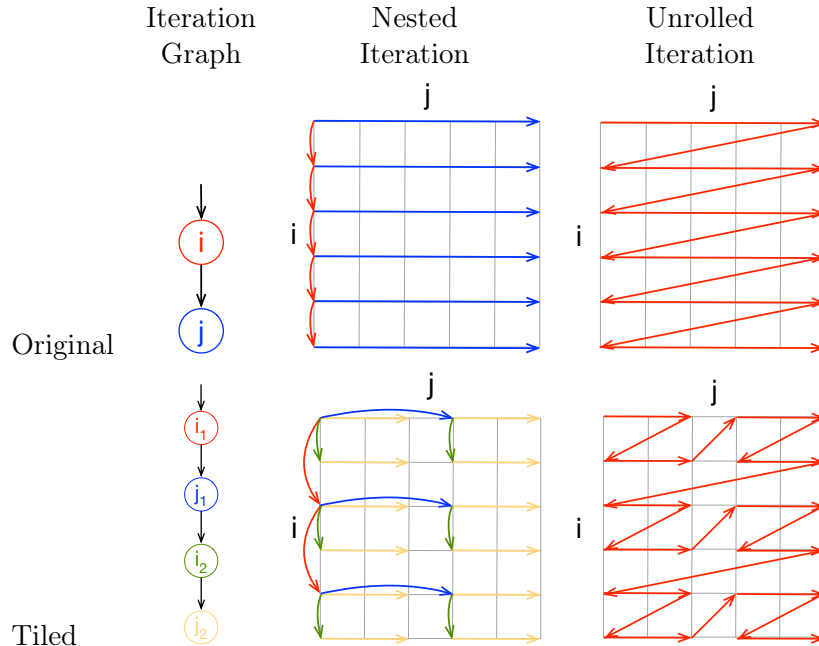 Iteration Graph
Nested Iteration
Unrolled Iteration
j
j
i
i
i
j
Original
j
j
i₁
j₁
i
i
i₂
j₂
Tiled